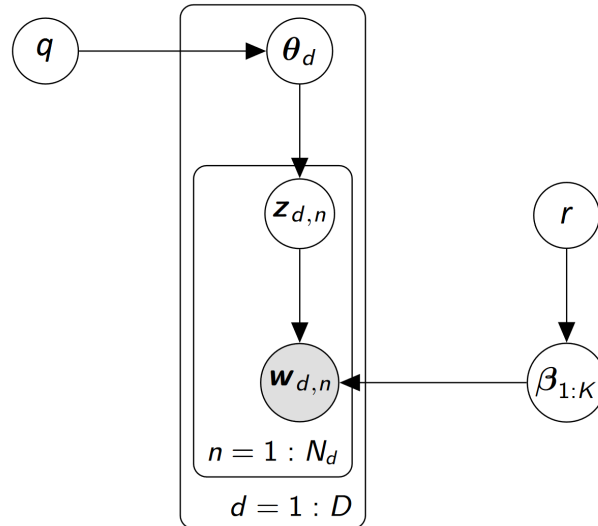 q
θ_d
z_{d,n}
r
w_{d,n}
β_{1:K}
n = 1 : N_d
d = 1 : D